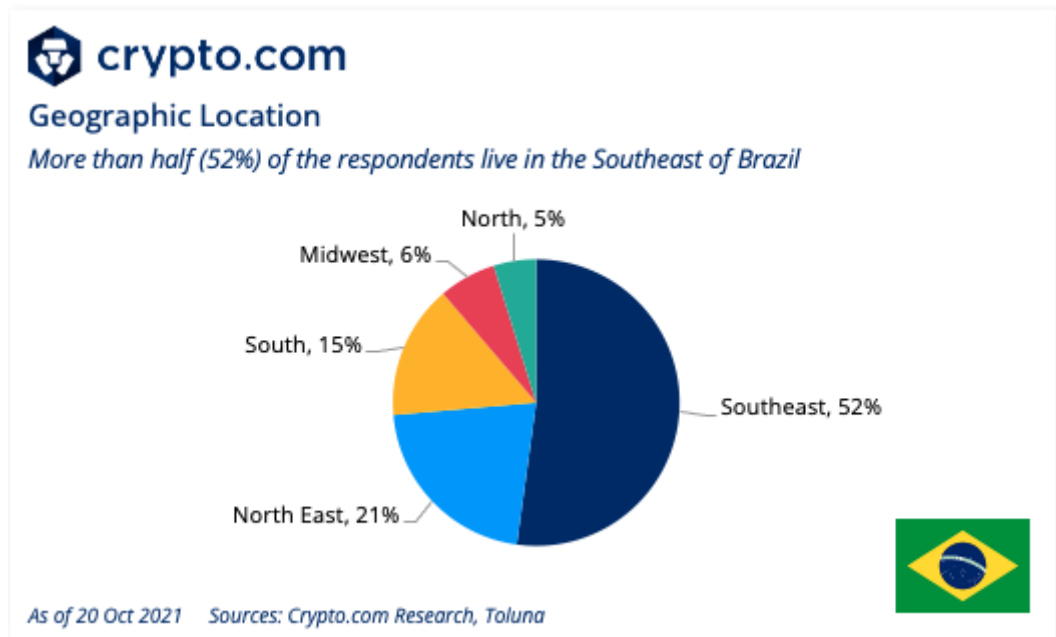 crypto.com
Geographic Location
More than half (52%) of the respondents live in the Southeast of Brazil
North, 5%
Midwest, 6%
South, 15%
Southeast, 52%
North East, 21%
As of 20 Oct 2021 Sources: Crypto.com Research, Toluna